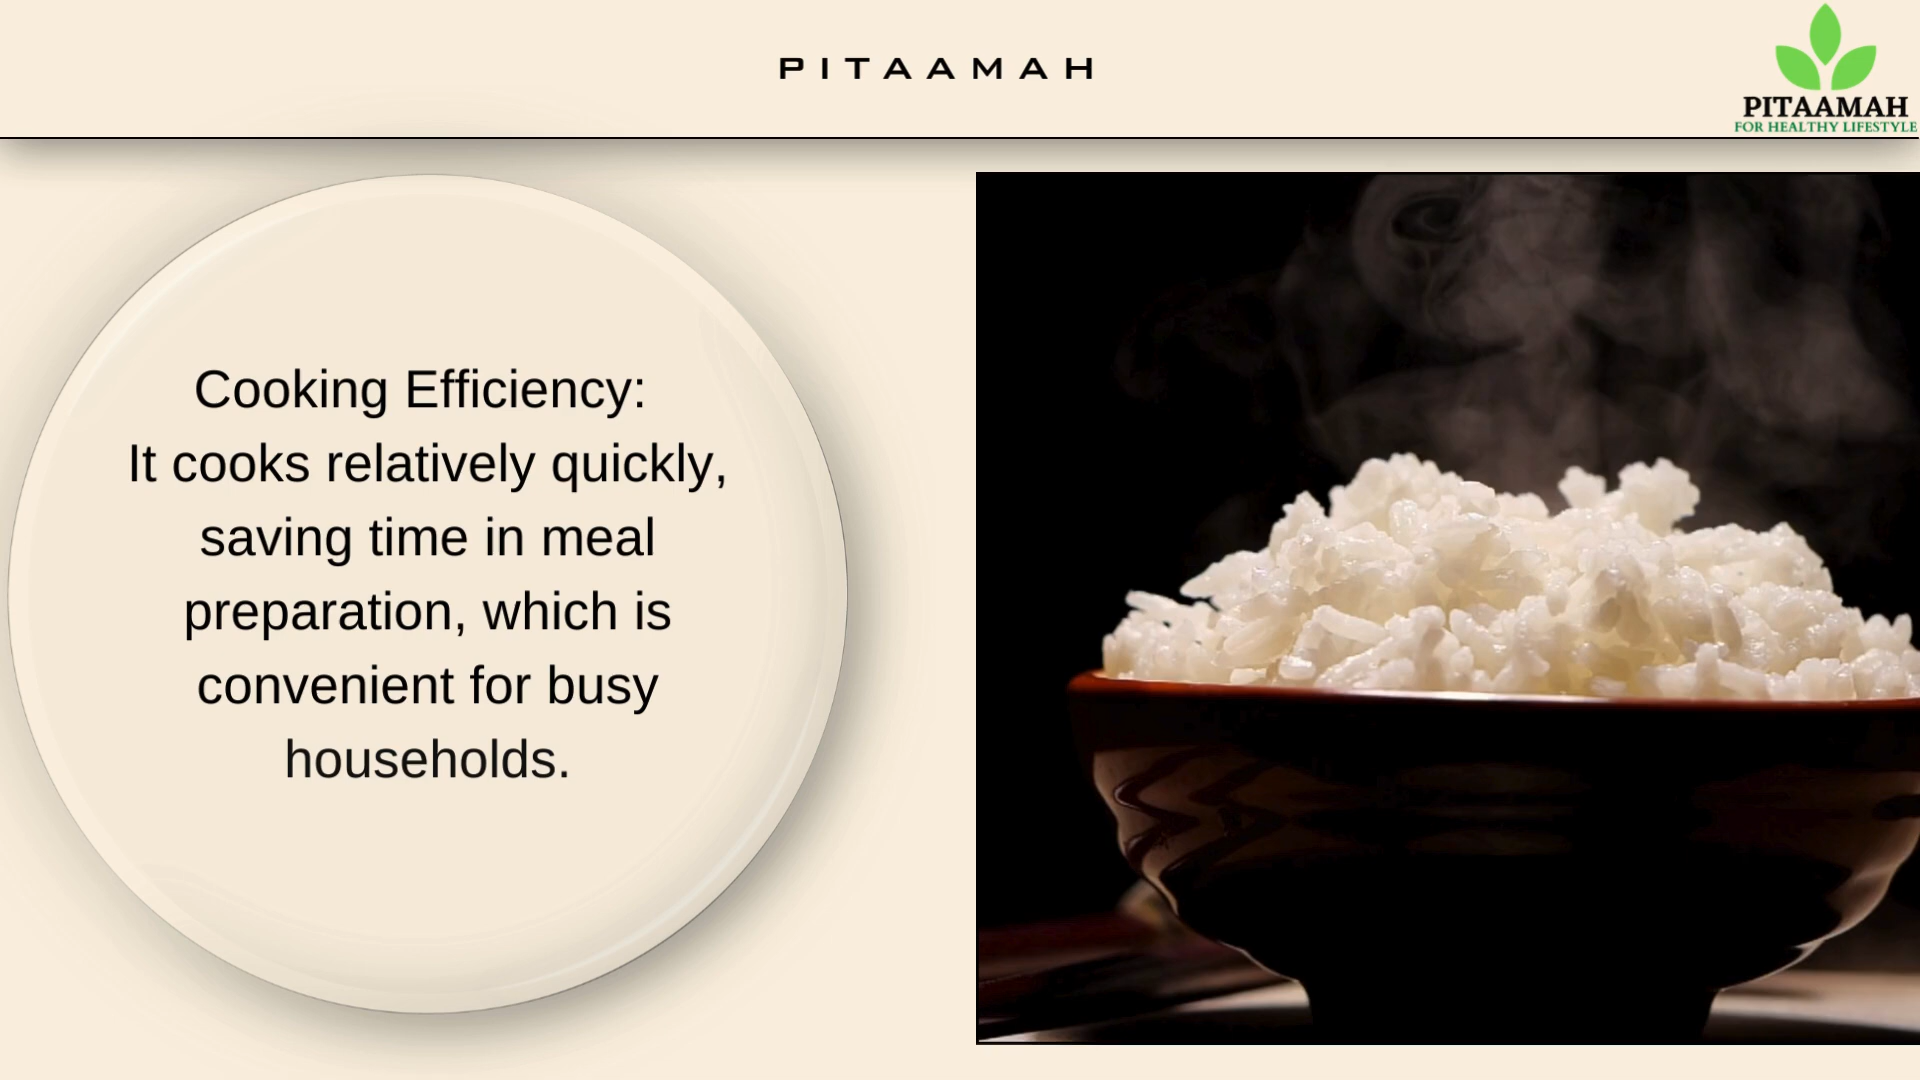 PITAAMAH
PITAAMAH
FOR HEALTHY LIFESTYLE
Cooking Efficiency:
It cooks relatively quickly,
saving time in meal
preparation, which is
convenient for busy
households.